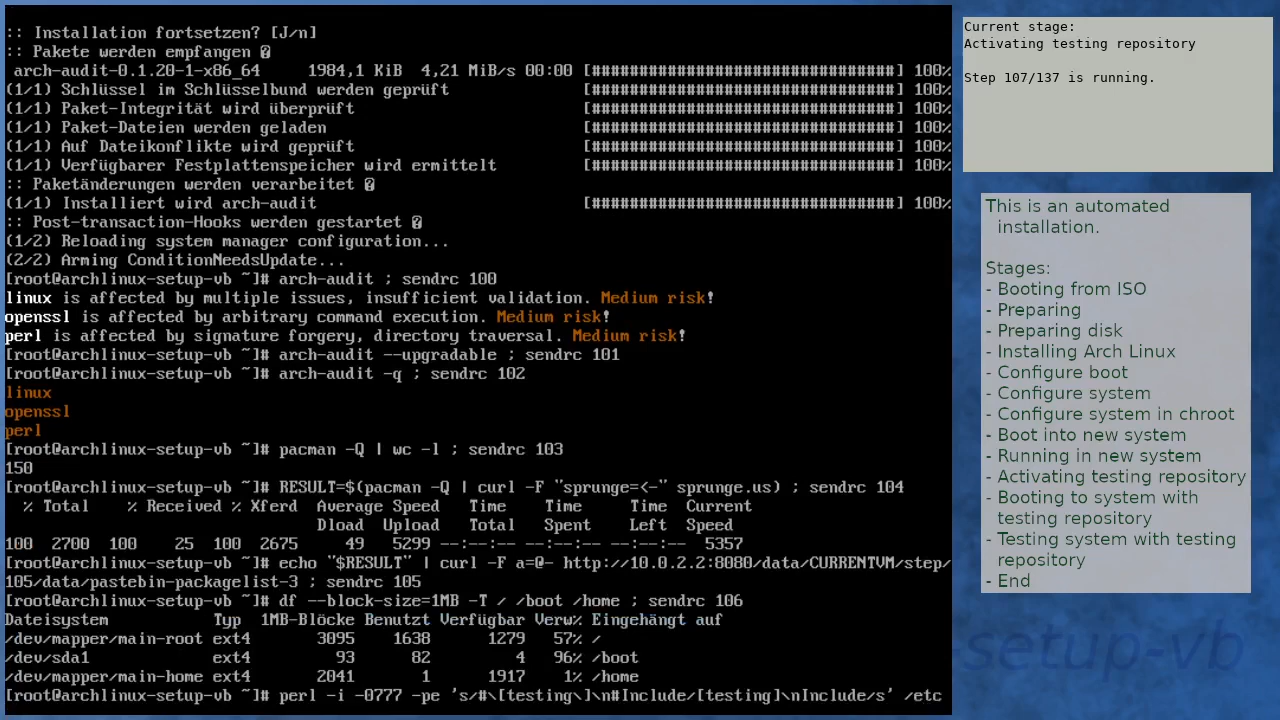 :: Installation fortsetzen? [J/n]
:: Pakete werden empfangen �
 arch-audit-0.1.20-1-x86_64     1984,1 KiB  4,21 MiB/s 00:00 [################################] 100%
(1/1) Schlüssel im Schlüsselbund werden geprüft              [################################] 100%
(1/1) Paket-Integrität wird überprüft                        [################################] 100%
(1/1) Paket-Dateien werden geladen                           [################################] 100%
(1/1) Auf Dateikonflikte wird geprüft                        [################################] 100%
(1/1) Verfügbarer Festplattenspeicher wird ermittelt         [################################] 100%
:: Paketänderungen werden verarbeitet �
(1/1) Installiert wird arch-audit                            [################################] 100%
:: Post-transaction-Hooks werden gestartet �
(1/2) Reloading system manager configuration...
(2/2) Arming ConditionNeedsUpdate...
[root@archlinux-setup-vb ~]# arch-audit ; sendrc 100
linux is affected by multiple issues, insufficient validation. Medium risk!
openssl is affected by arbitrary command execution. Medium risk!
perl is affected by signature forgery, directory traversal. Medium risk!
[root@archlinux-setup-vb ~]# arch-audit --upgradable ; sendrc 101
[root@archlinux-setup-vb ~]# arch-audit -q ; sendrc 102
linux
openssl
perl
[root@archlinux-setup-vb ~]# pacman -Q | wc -l ; sendrc 103
150
[root@archlinux-setup-vb ~]# RESULT=$(pacman -Q | curl -F "sprunge=<-" sprunge.us) ; sendrc 104
  % Total    % Received % Xferd  Average Speed   Time    Time     Time  Current
                                 Dload  Upload   Total   Spent    Left  Speed
100  2700  100    25  100  2675     49   5299 --:--:-- --:--:-- --:--:--  5357
[root@archlinux-setup-vb ~]# echo "$RESULT" | curl -F a=@- http://10.0.2.2:8080/data/CURRENTVM/step/
105/data/pastebin-packagelist-3 ; sendrc 105
[root@archlinux-setup-vb ~]# df --block-size=1MB -T / /boot /home ; sendrc 106
Dateisystem           Typ  1MB-Blöcke Benutzt Verfügbar Verw% Eingehängt auf
/dev/mapper/main-root ext4       3095    1638      1279   57% /
/dev/sda1             ext4         93      82         4   96% /boot
/dev/mapper/main-home ext4       2041       1      1917    1% /home
[root@archlinux-setup-vb ~]# perl -i -0777 -pe 's/#\[testing\]\n#Include/[testing]\nInclude/s' /etc
Current stage:
Activating testing repository
Step 107/137 is running.
This is an automated
installation.
Stages:
- Booting from ISO
- Preparing
- Preparing disk
- Installing Arch Linux
- Configure boot
- Configure system
- Configure system in chroot
- Boot into new system
- Running in new system
- Activating testing repository
- Booting to system with
testing repository
- Testing system with testing
repository
- End
-setup-vb